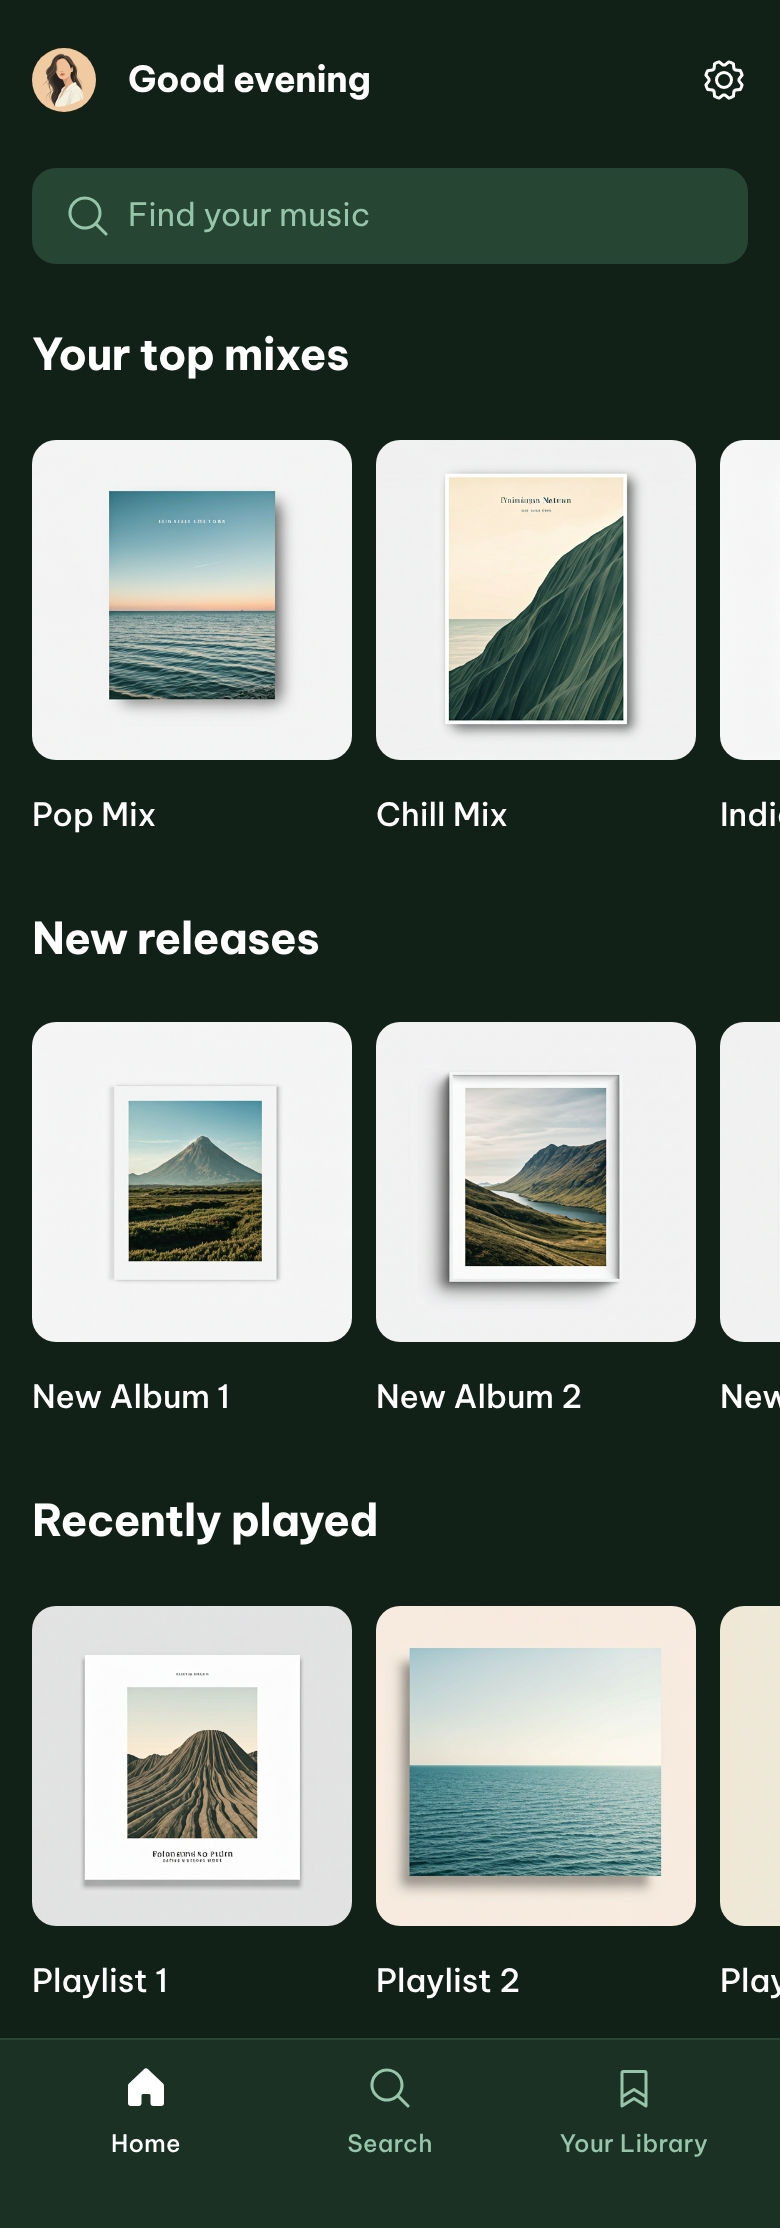 Good evening
Find your music
Your top mixes
Pop Mix
Chill Mix
Indi
New releases
New Album 1
New Album 2
New
Recently played
Playlist 1
Playlist 2
Play
Home
Search
Your Library